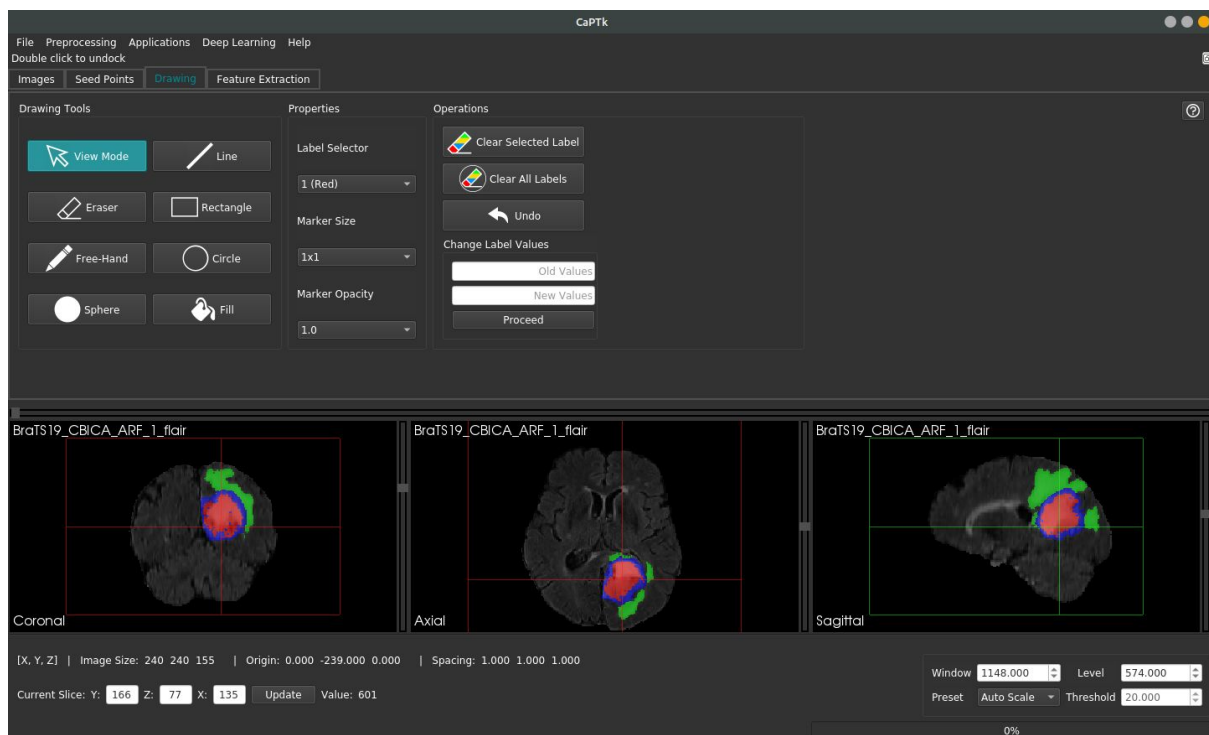 CaPTk
File Preprocessing Applications Deep Learning Help
Double click to undock
Images Seed Points Drawing Feature Extraction
Drawing Tools Properties Operations
View Mode Line Label Selector Clear Selected Label
1 (Red) Clear All Labels
Eraser Rectangle Marker Size Undo
Change Label Values
Free-Hand Circle 1x1 Old Values
Marker Opacity New Values
Sphere Fill 1.0 Proceed
BraTS19_CBICA_ARF_1_flair BraTS19_CBICA_ARF_1_flair BraTS19_CBICA_ARF_1_flair
Coronal Axial Sagittal
[X, Y, Z] | Image Size: 240 240 155 | Origin: 0.000 -239.000 0.000 | Spacing: 1.000 1.000 1.000
Window 1148.000 Level 574.000
Current Slice: Y: 166 Z: 77 X: 135 Update Value: 601 Preset Auto Scale Threshold 20.000
0%